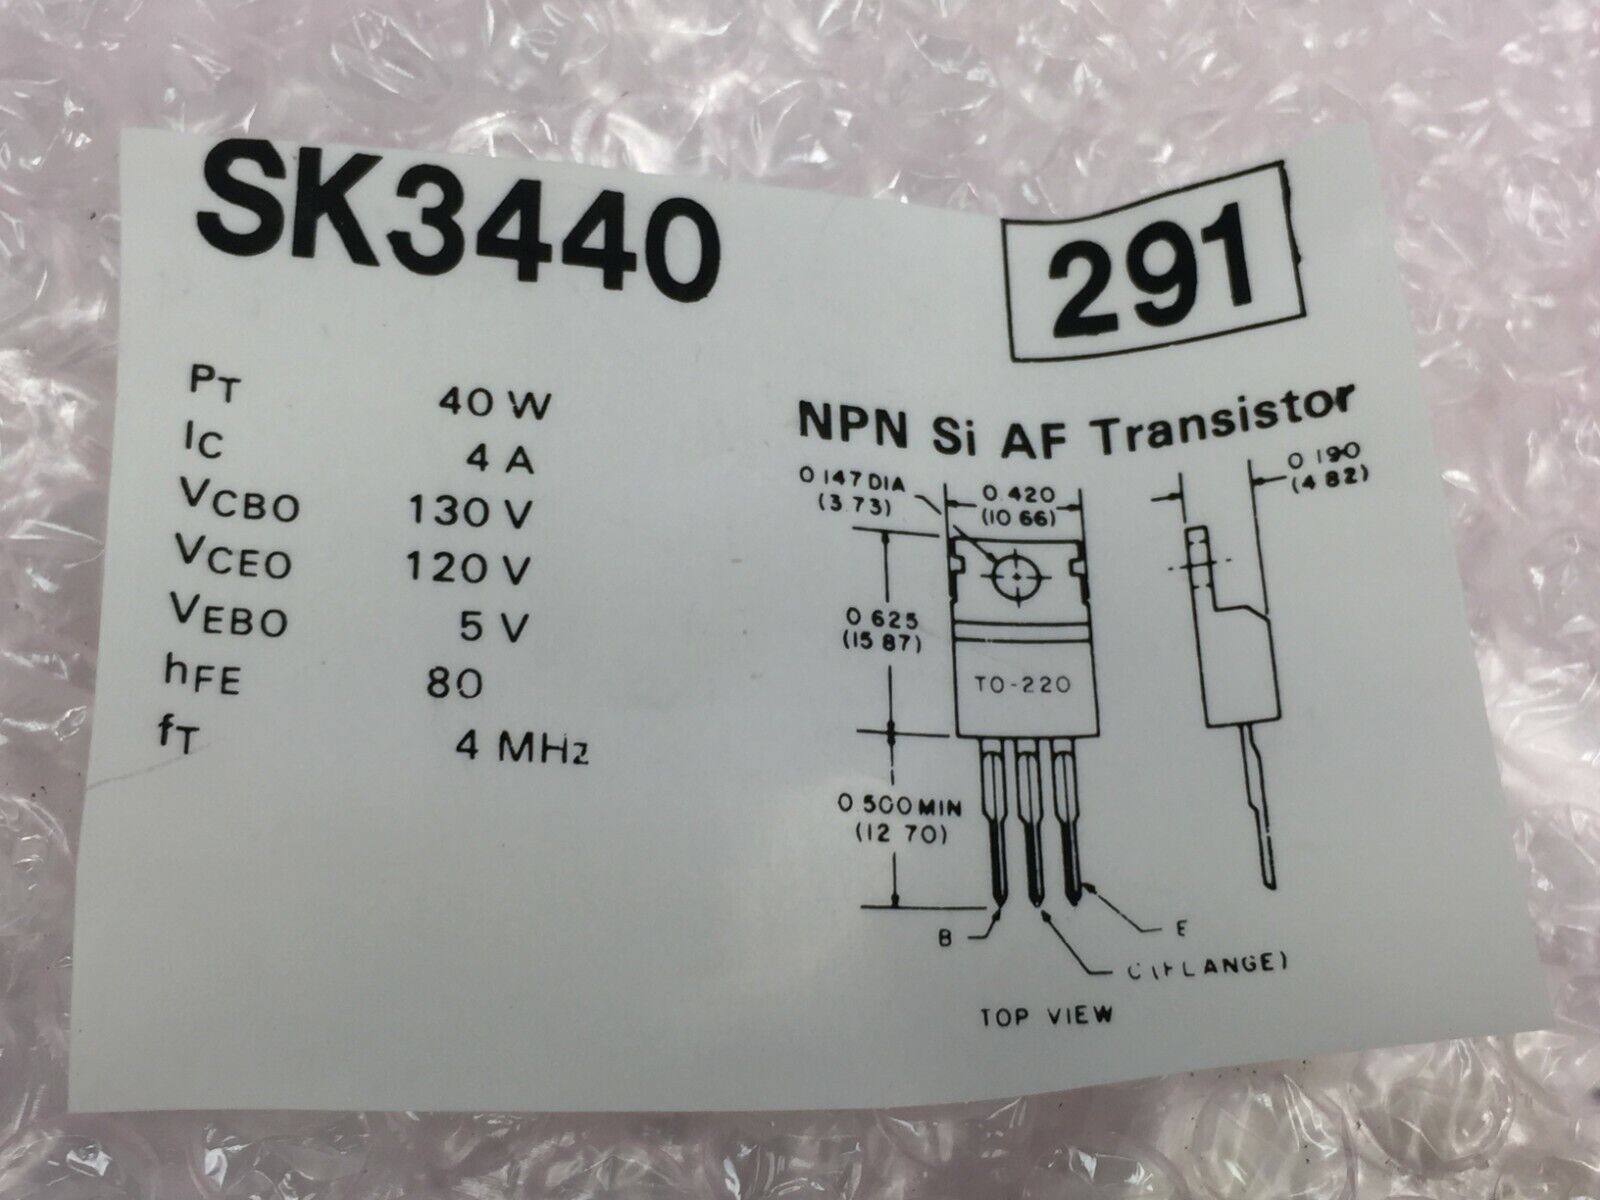 SK3440
291
PT 40 W
IC 4 A
VCBO 130 V
VCEO 120 V
VEBO 5 V
hFE 80
fT 4 MHz
NPN Si AF Transistor
0 147 DIA
(3 73)
0 420
(10 66)
0 190
(4 82)
0 625
(15 87)
TO-220
0 500 MIN
(12 70)
B
E
C (FLANGE)
TOP VIEW